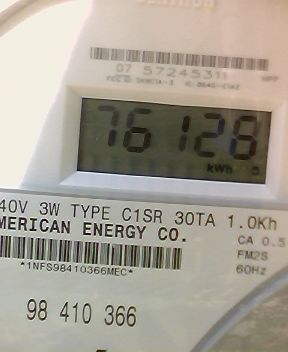 07 57245311
76128
kWh
40V 3W TYPE C1SR 30TA 1.0Kh
MERICAN ENERGY CO.
CA 0.5
FM2S
*1NFS98410366MEC*
60Hz
98 410 366